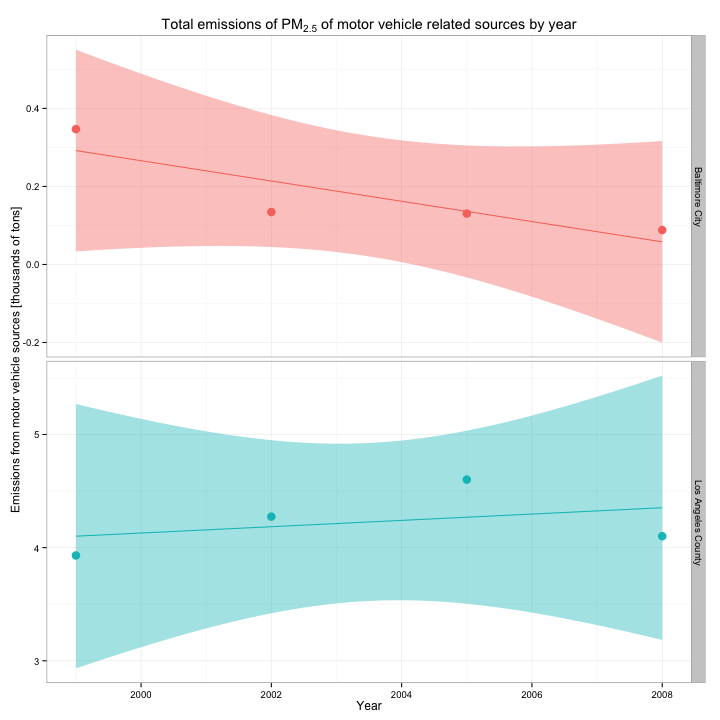 Total emissions of PM2.5 of motor vehicle related sources by year
Emissions from motor vehicle sources [thousands of tons]
0.4
0.2
0.0
-0.2
Baltimore City
5
4
3
Los Angeles County
2000 2002 2004 2006 2008
Year